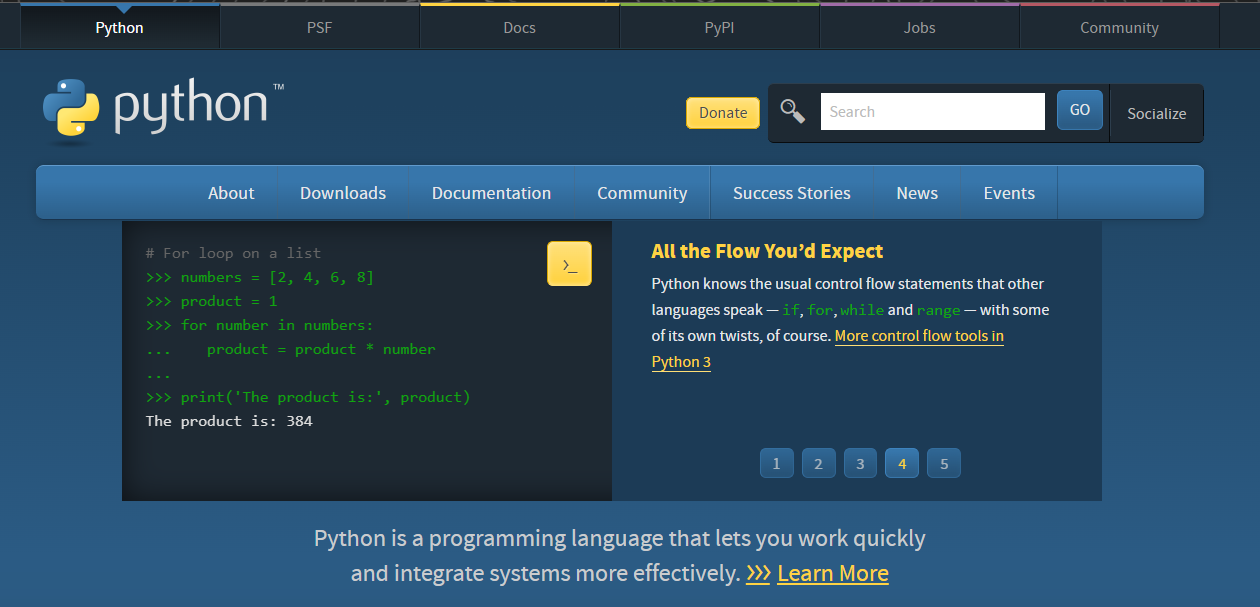 Python PSF Docs PyPI Jobs Community
python™
Donate Search GO Socialize
About Downloads Documentation Community Success Stories News Events
# For loop on a list
>>> numbers = [2, 4, 6, 8]
>>> product = 1
>>> for number in numbers:
...    product = product * number
...
>>> print('The product is:', product)
The product is: 384
>_
All the Flow You’d Expect
Python knows the usual control flow statements that other
languages speak — if, for, while and range — with some
of its own twists, of course. More control flow tools in
Python 3
1 2 3 4 5
Python is a programming language that lets you work quickly
and integrate systems more effectively. >>> Learn More